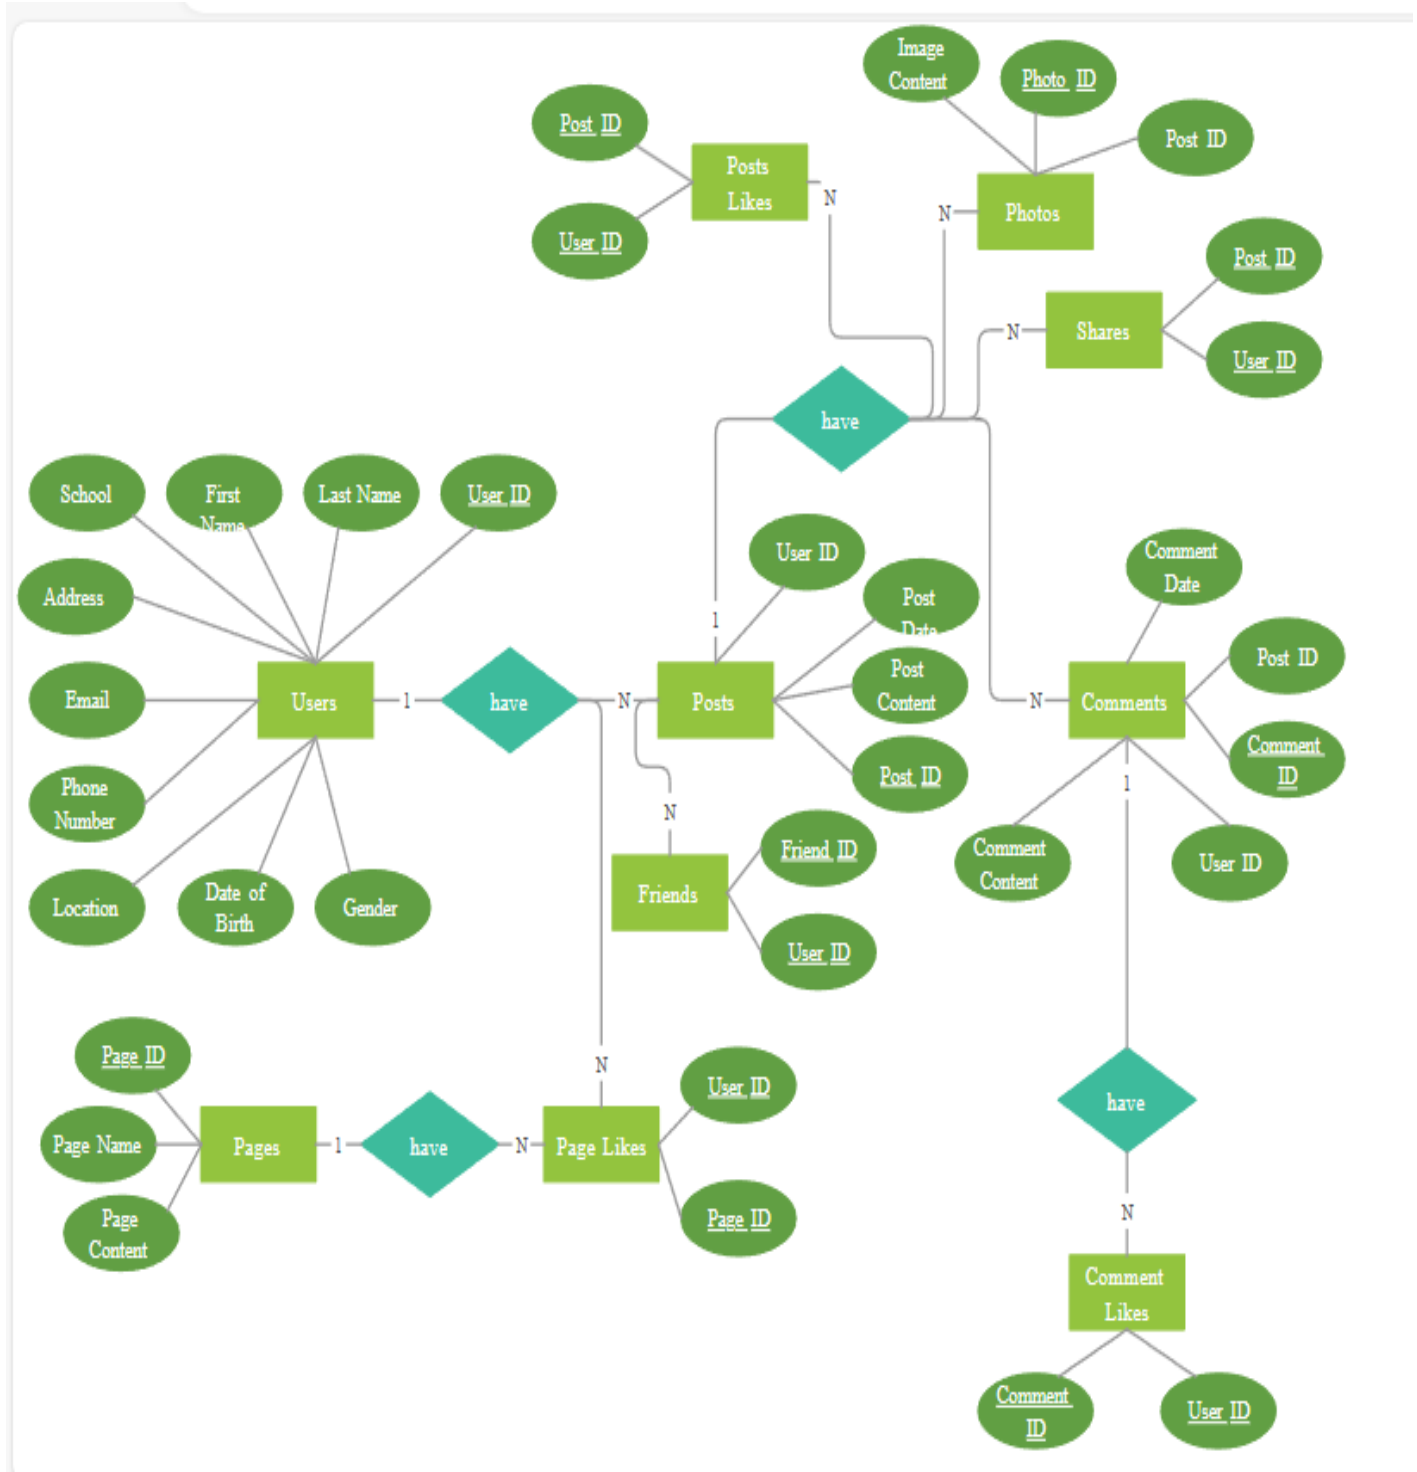 Image
Content
Photo ID
Post ID
Post ID
Posts
Likes
User ID
N
N
Photos
Post ID
N
Shares
User ID
have
School
First
Name
Last Name
User ID
User ID
Comment
Date
Address
Post
Date
1
Post ID
Post
Content
Email
Users
1
have
N
Posts
N
Comments
Comment
ID
Post ID
Phone
Number
1
N
Friend ID
Comment
Content
User ID
Location
Date of
Birth
Gender
Friends
User ID
Page ID
N
User ID
have
Page Name
Pages
1
have
N
Page Likes
Page
Content
Page ID
N
Comment
Likes
Comment
ID
User ID